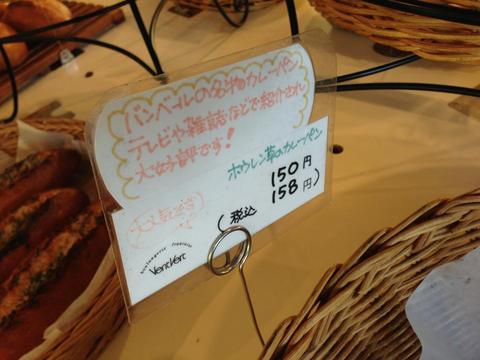 バンベールの名物カレーパン
テレビや雑誌などで紹介され
大好評です!
ホウレン草のカレーパン
150円
(税込 158円)
boulangerie
VentVert